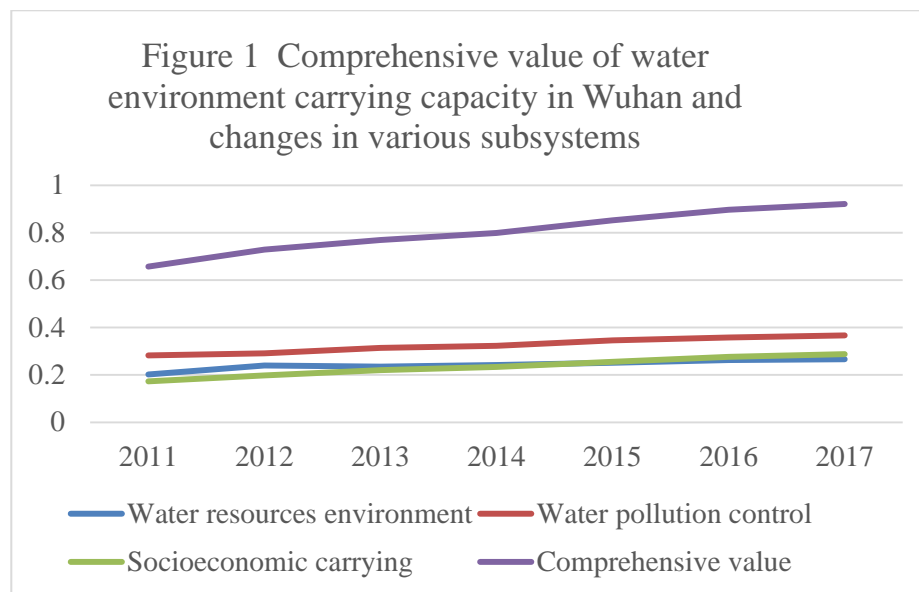 Figure 1 Comprehensive value of water
environment carrying capacity in Wuhan and
changes in various subsystems
1
0.8
0.6
0.4
0.2
0
2011 2012 2013 2014 2015 2016 2017
Water resources environment Water pollution control
Socioeconomic carrying Comprehensive value